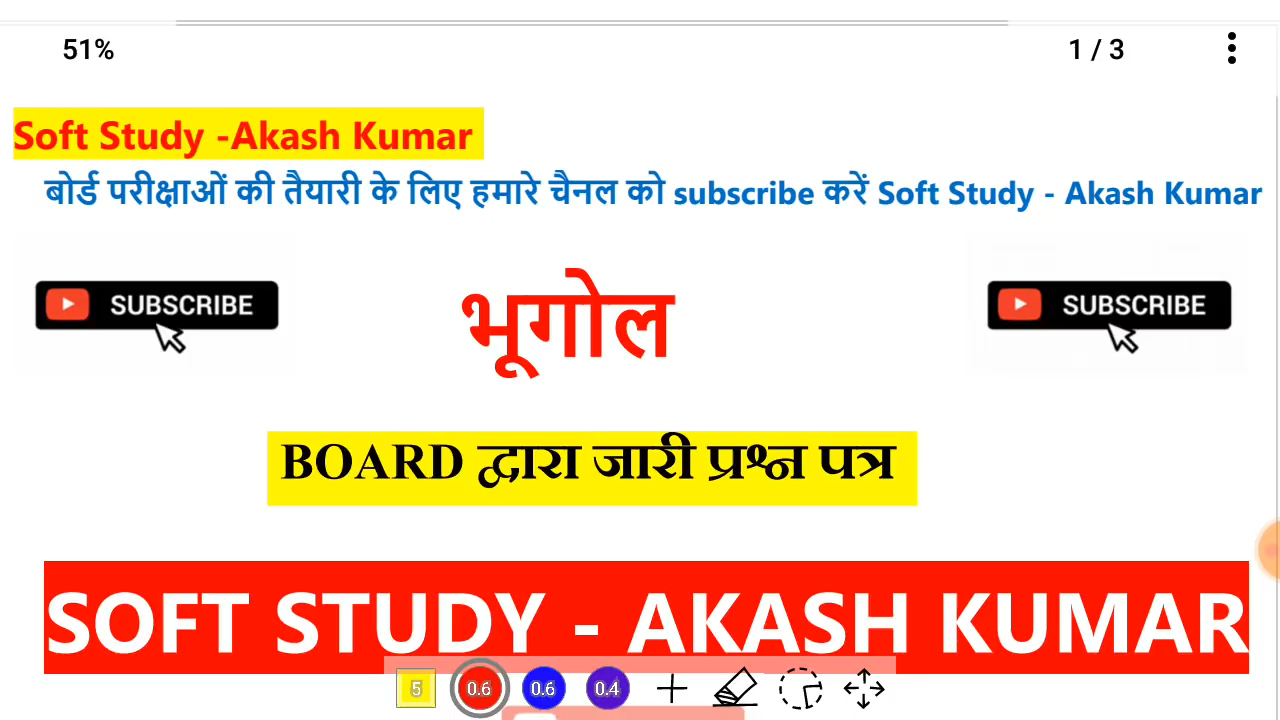 51% 1 / 3
Soft Study -Akash Kumar
बोर्ड परीक्षाओं की तैयारी के लिए हमारे चैनल को subscribe करें Soft Study - Akash Kumar
SUBSCRIBE भूगोल SUBSCRIBE
BOARD द्वारा जारी प्रश्न पत्र
SOFT STUDY - AKASH KUMAR
5 0.6 0.6 0.4